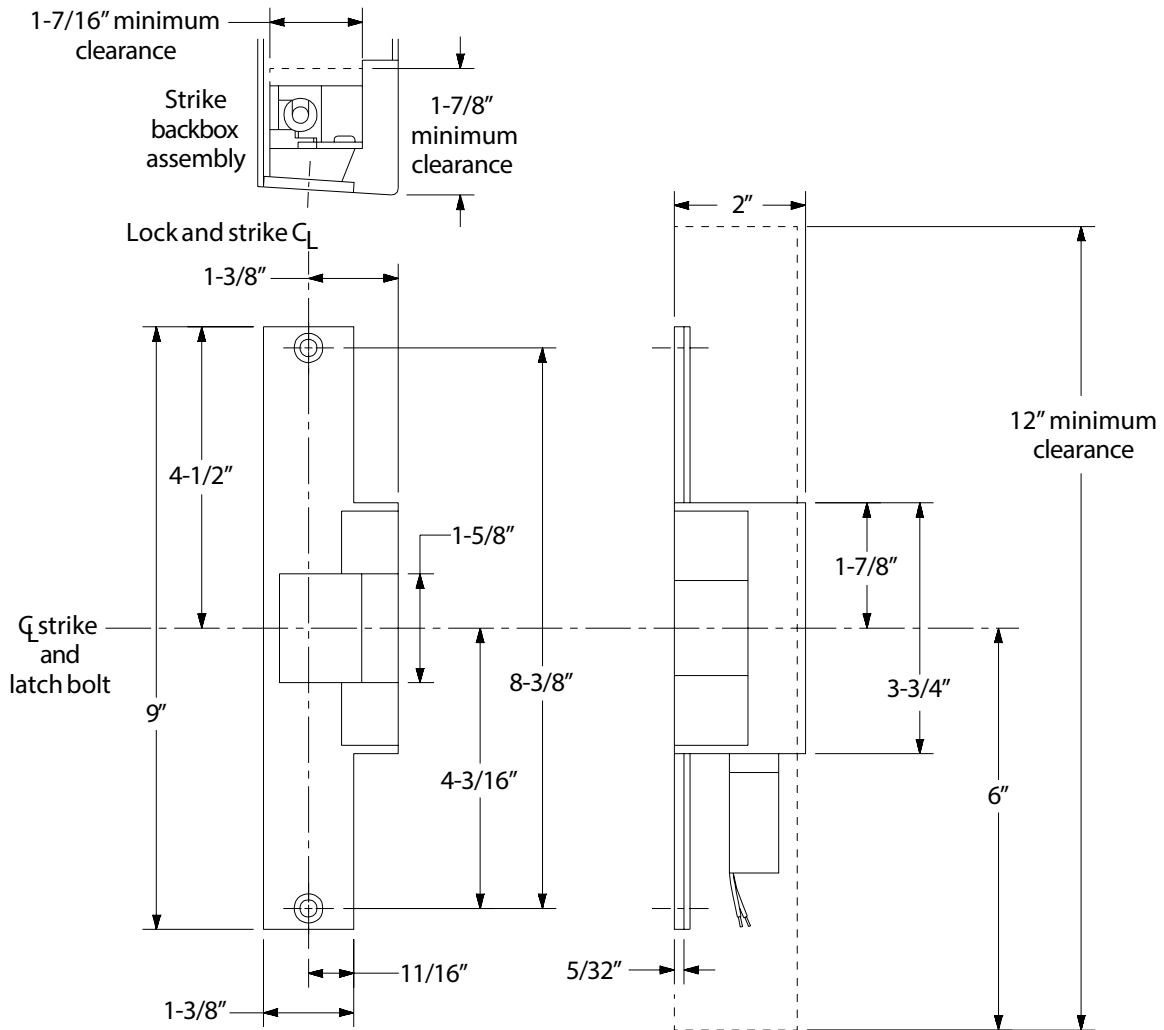 1-7/16” minimum
clearance
Strike
backbox
assembly
1-7/8”
minimum
clearance
Lock and strike CL
1-3/8”
2”
12” minimum
clearance
4-1/2”
1-5/8”
1-7/8”
CL strike
and
latch bolt
8-3/8”
3-3/4”
9”
4-3/16”
6”
11/16”
5/32”
1-3/8”